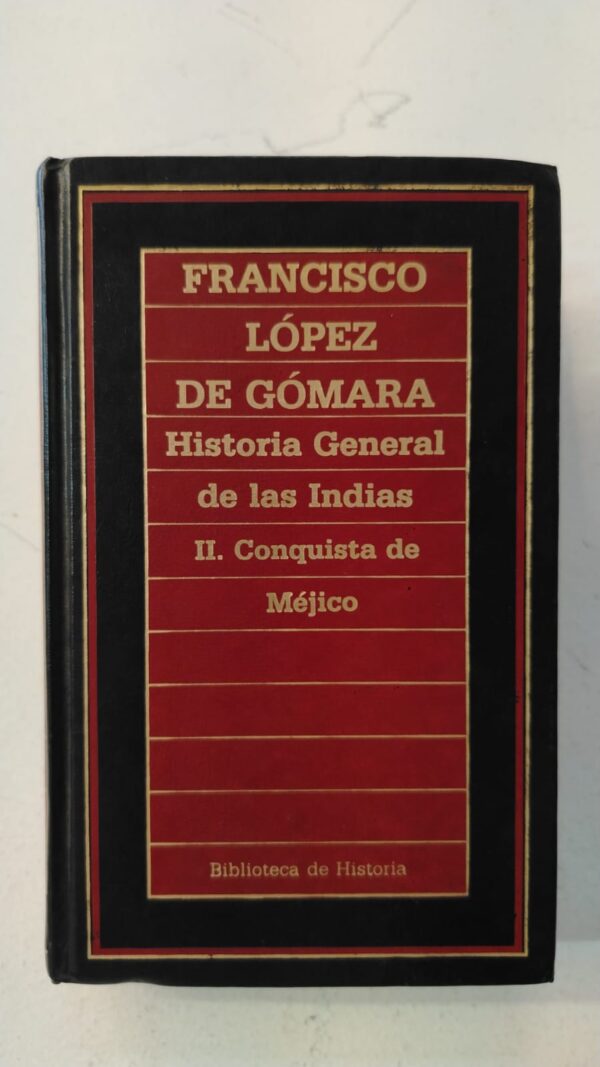 FRANCISCO
LÓPEZ
DE GÓMARA
Historia General
de las Indias
II. Conquista de
Méjico
Biblioteca de Historia